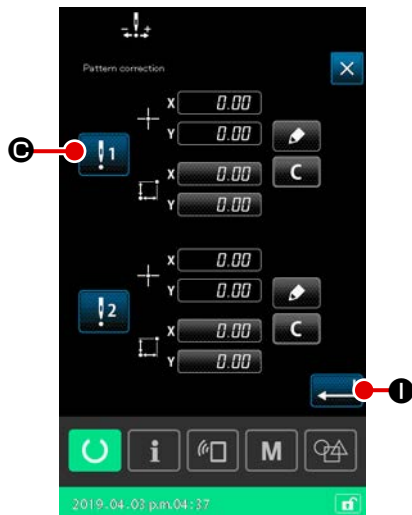 Pattern correction
X 0.00
Y 0.00
C 1
X 0.00 C
Y 0.00
X 0.00
Y 0.00
2
X 0.00 C
Y 0.00
I
i M
2019.04.03 p.m.04:37